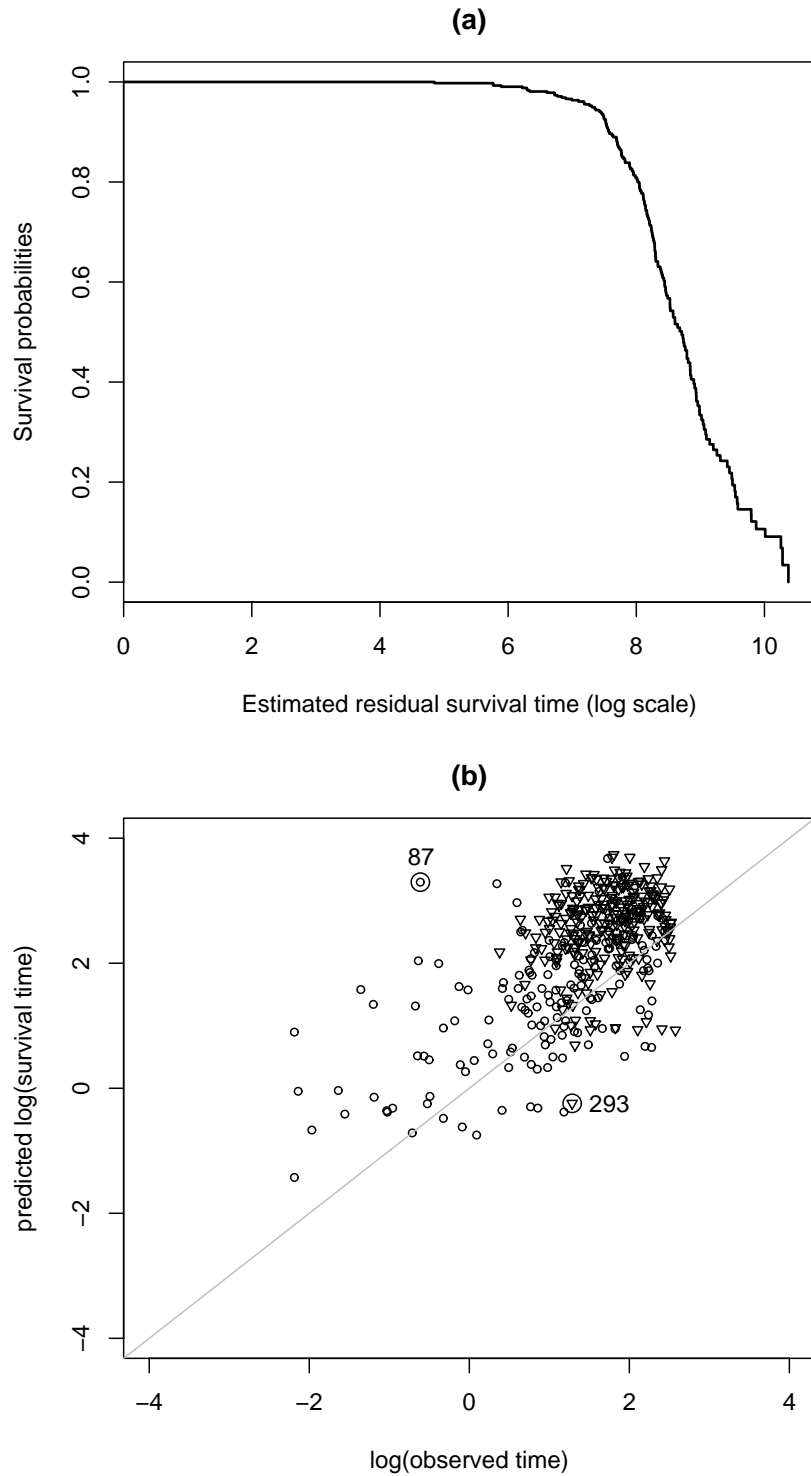 (a)
Survival probabilities
1.0
0.8
0.6
0.4
0.2
0.0
0 2 4 6 8 10
Estimated residual survival time (log scale)
(b)
predicted log(survival time)
4
2
0
−2
−4
87
293
−4 −2 0 2 4
log(observed time)